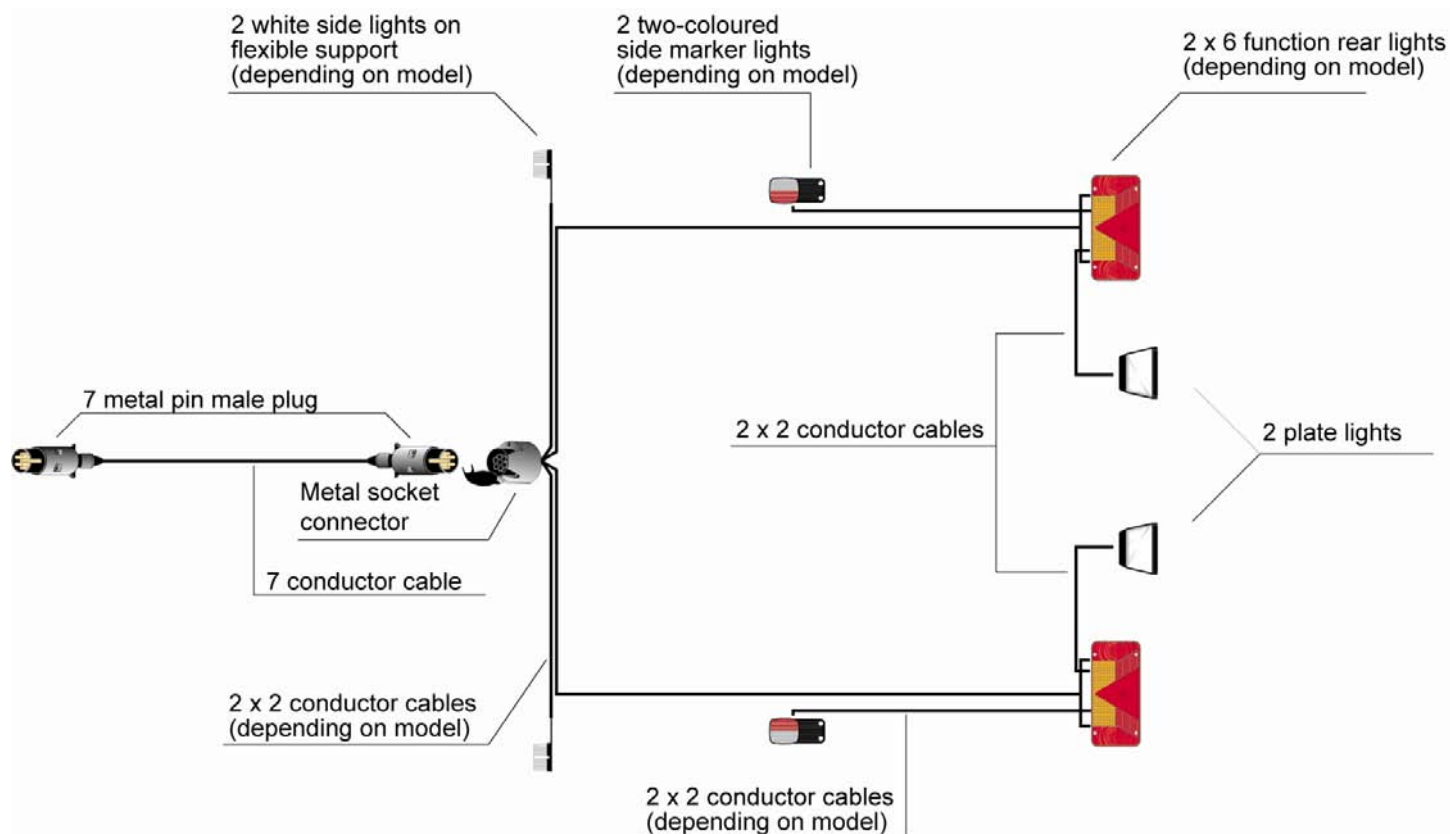 2 white side lights on
flexible support
(depending on model)
2 two-coloured
side marker lights
(depending on model)
2 x 6 function rear lights
(depending on model)
7 metal pin male plug
2 x 2 conductor cables
2 plate lights
Metal socket
connector
7 conductor cable
2 x 2 conductor cables
(depending on model)
2 x 2 conductor cables
(depending on model)